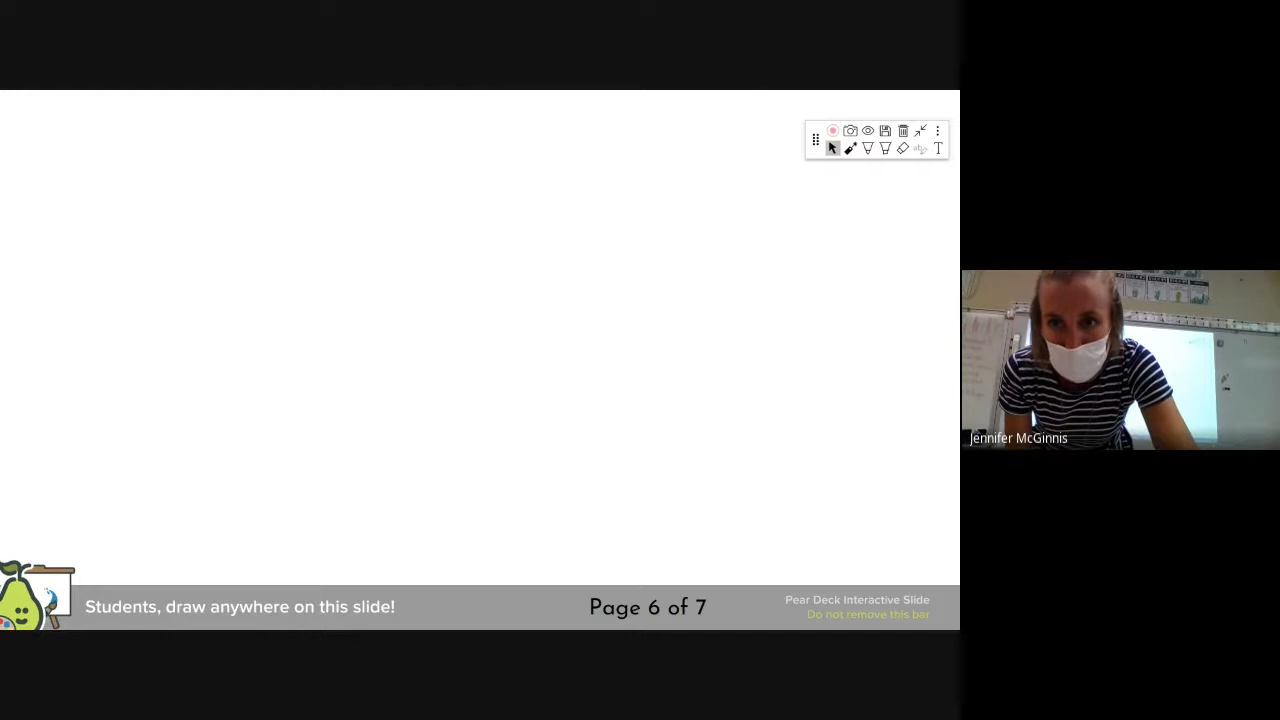 Students, draw anywhere on this slide!
Page 6 of 7
Pear Deck Interactive Slide
Do not remove this bar
Jennifer McGinnis